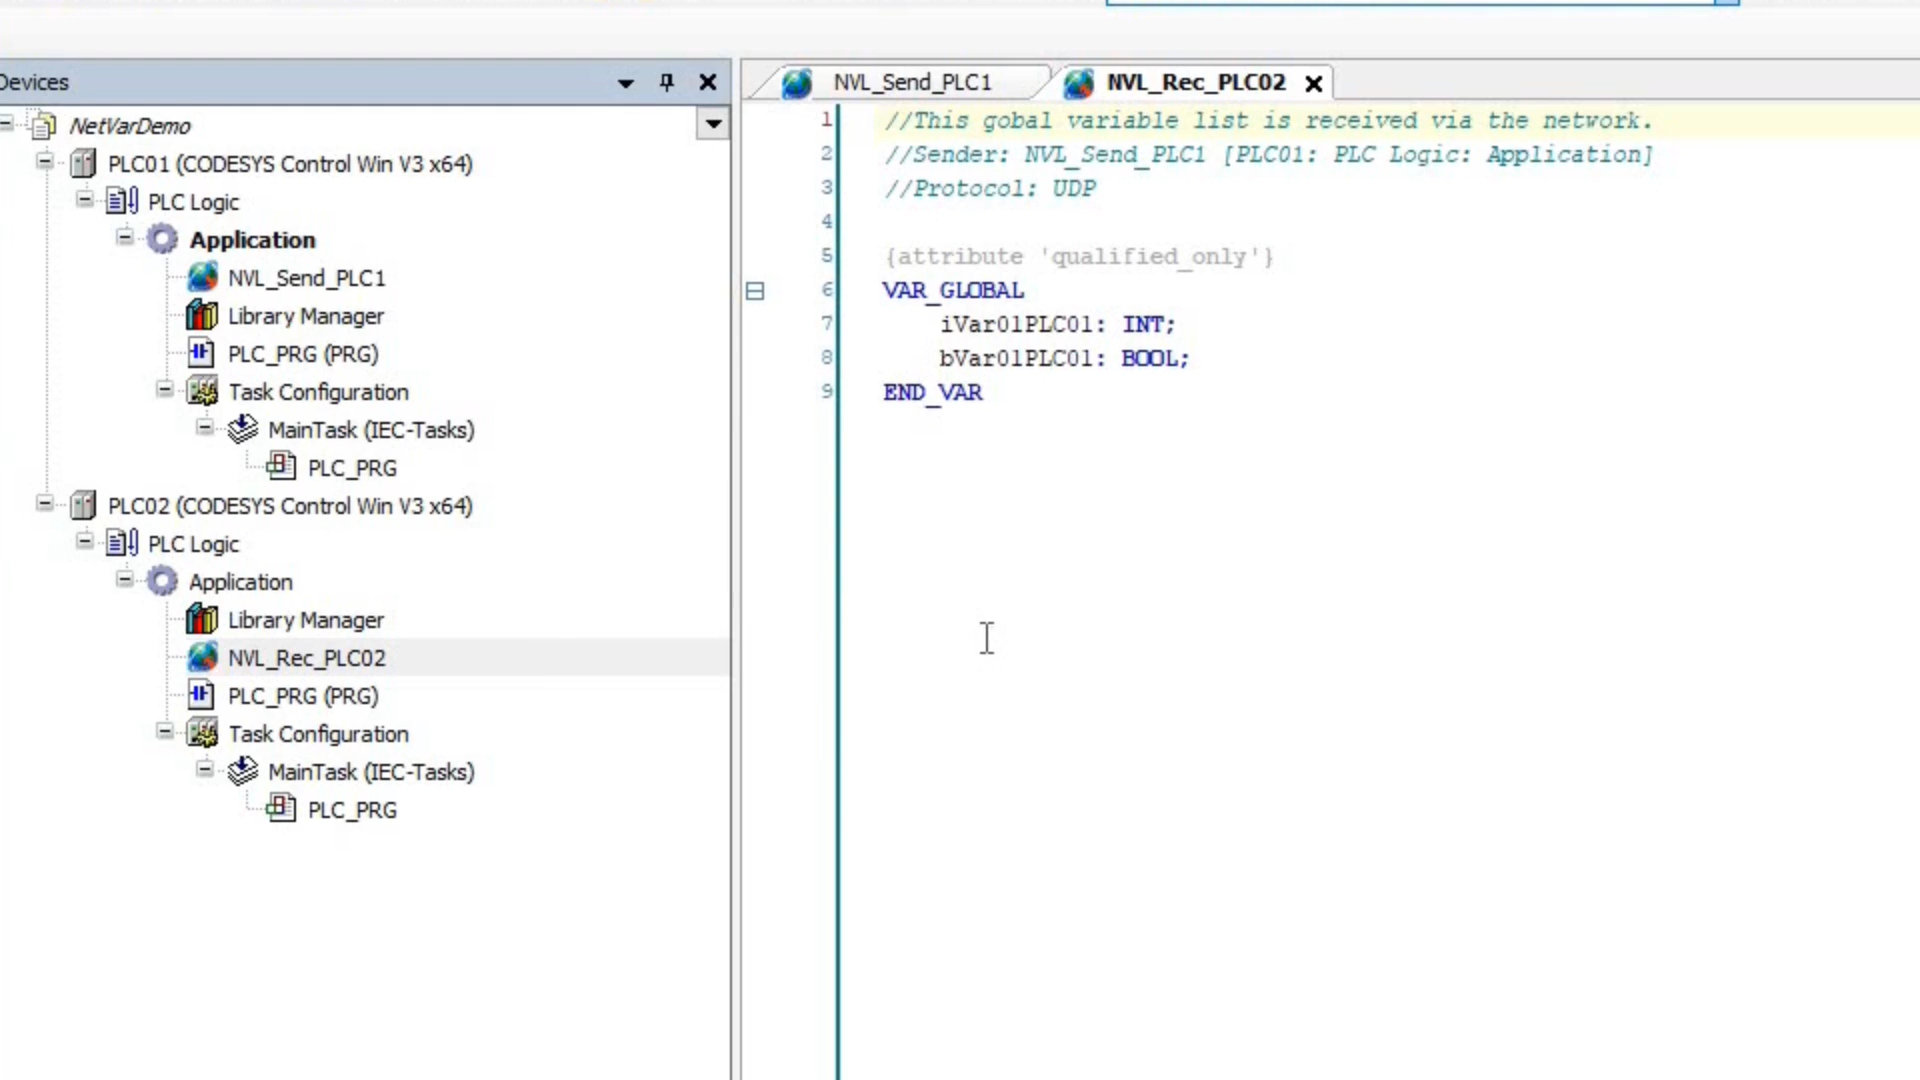 Devices
NetVarDemo
PLC01 (CODESYS Control Win V3 x64)
PLC Logic
Application
NVL_Send_PLC1
Library Manager
PLC_PRG (PRG)
Task Configuration
MainTask (IEC-Tasks)
PLC_PRG
PLC02 (CODESYS Control Win V3 x64)
PLC Logic
Application
Library Manager
NVL_Rec_PLC02
PLC_PRG (PRG)
Task Configuration
MainTask (IEC-Tasks)
PLC_PRG
NVL_Send_PLC1 NVL_Rec_PLC02
1 //This gobal variable list is received via the network.
2 //Sender: NVL_Send_PLC1 [PLC01: PLC Logic: Application]
3 //Protocol: UDP
4
5 {attribute 'qualified_only'}
6 VAR_GLOBAL
7 iVar01PLC01: INT;
8 bVar01PLC01: BOOL;
9 END_VAR